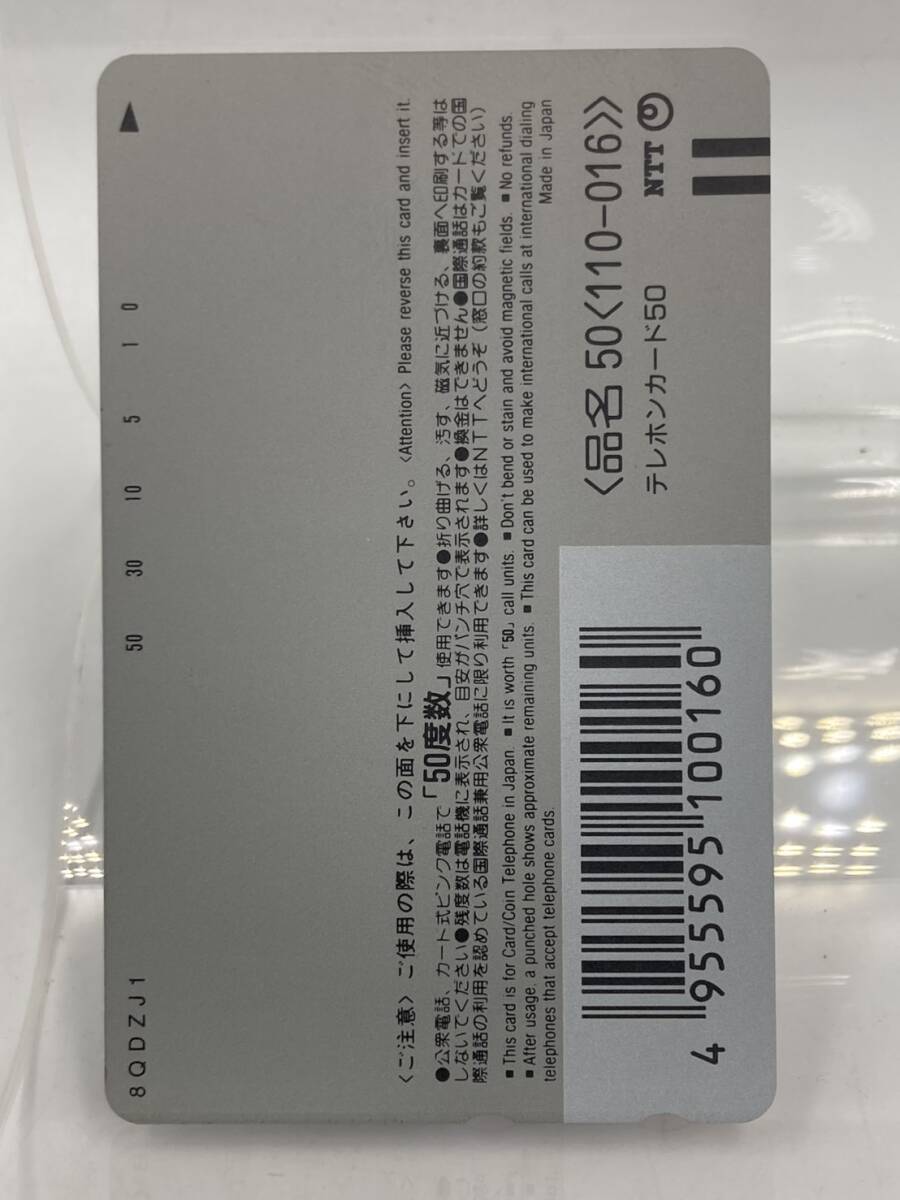 ▲ 0 1 5 10 30 50
8QDZJ1
〈ご注意〉ご使用の際は、この面を下にして挿入して下さい。〈Attention〉Please reverse this card and insert it.
●公衆電話、カード式ピンク電話で「50度数」使用できます●折り曲げる、汚す、磁気に近づける、裏面へ印刷する等は
しないでください●残度数は電話機に表示され、目安がパンチ穴で表示されます●換金はできません●国際通話はカードでの国
際通話の利用を認めている国際通話兼用公衆電話に限り利用できます●詳しくはNTTへどうぞ（窓口の約款もご覧ください）
■This card is for Card/Coin Telephone in Japan. ■It is worth「50」call units. ■Don't bend or stain and avoid magnetic fields. ■No refunds.
■After usage, a punched hole shows approximate remaining units. ■This card can be used to make international calls at international dialing
telephones that accept telephone cards. Made in Japan
〈品名 50〈110-016〉〉
テレホンカード50 NTT
4 955595 100160